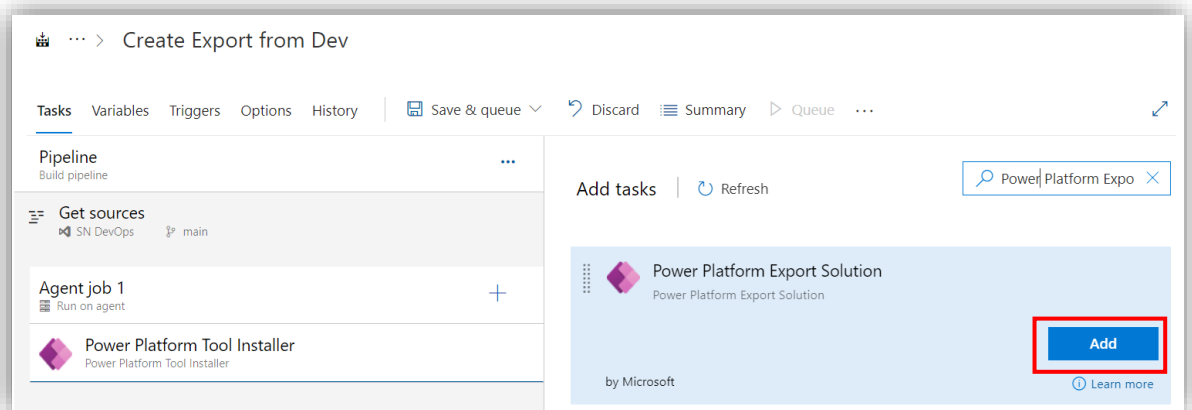 ··· > Create Export from Dev
Tasks Variables Triggers Options History Save & queue Discard Summary Queue ···
Pipeline
Build pipeline
Get sources
SN DevOps main
Agent job 1
Run on agent
Power Platform Tool Installer
Power Platform Tool Installer
Add tasks Refresh Power Platform Expo
Power Platform Export Solution
Power Platform Export Solution
Add
by Microsoft Learn more